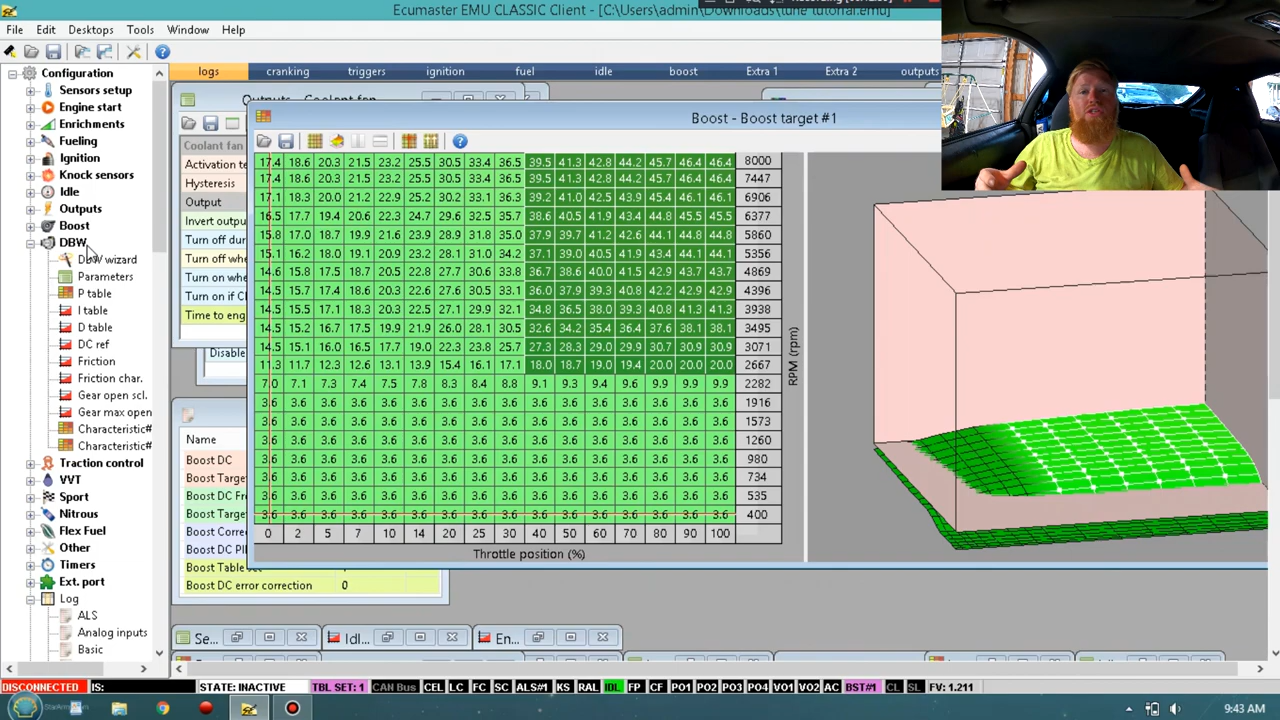 Ecumaster EMU CLASSIC Client - [C:\Users\admin\Downloads\tune tutorial.emu]
File Edit Desktops Tools Window Help
logs cranking triggers ignition fuel idle boost Extra 1 Extra 2 outputs
Configuration
Sensors setup
Engine start
Enrichments
Fueling
Ignition
Knock sensors
Idle
Outputs
Boost
DBW
DBW wizard
Parameters
P table
I table
D table
DC ref
Friction
Friction char.
Gear open scl.
Gear max open
Characteristic#
Characteristic#
Traction control
VVT
Sport
Nitrous
Flex Fuel
Other
Timers
Ext. port
Log
ALS
Analog inputs
Basic
Outputs - Coolant fan
Coolant fan
Activation te
Hysteresis
Output
Invert outpu
Turn off dur
Turn off whe
Turn on whe
Turn on if Cl
Time to eng
Disable
Name
Boost DC
Boost Targe
Boost DC Fre
Boost Targe
Boost Corre
Boost DC PI
Boost DC error correction 0
Boost - Boost target #1
17.4 18.6 20.3 21.5 23.2 25.5 30.5 33.4 36.5 39.5 41.3 42.8 44.2 45.7 46.4 46.4 8000
17.4 18.6 20.3 21.5 23.2 25.5 30.5 33.4 36.5 39.5 41.3 42.8 44.2 45.7 46.4 46.4 7447
17.1 18.3 20.0 21.2 22.9 25.2 30.2 33.1 36.3 39.2 41.0 42.5 43.9 45.4 46.1 46.1 6906
16.5 17.7 19.4 20.6 22.3 24.7 29.6 32.5 35.7 38.6 40.5 41.9 43.4 44.8 45.5 45.5 6377
15.8 17.0 18.7 19.9 21.6 23.9 28.9 31.8 35.0 37.9 39.7 41.2 42.6 44.1 44.8 44.8 5860
15.1 16.2 18.0 19.1 20.9 23.2 28.1 31.0 34.2 37.1 39.0 40.5 41.9 43.4 44.1 44.1 5356
14.6 15.8 17.5 18.7 20.5 22.8 27.7 30.6 33.8 36.7 38.6 40.0 41.5 42.9 43.7 43.7 4869
14.5 15.7 17.3 18.6 20.2 22.5 27.1 29.9 33.1 36.0 37.9 39.3 40.8 42.2 42.9 42.9 4396
14.5 15.5 17.1 18.3 20.3 22.5 27.1 29.1 32.1 34.8 36.5 38.0 39.3 40.8 41.3 41.3 3938
14.5 15.2 16.7 17.5 19.9 21.9 26.0 28.1 30.5 32.6 34.2 35.4 36.4 37.6 38.1 38.1 3495
14.5 15.1 16.0 16.5 17.7 19.0 22.3 23.8 25.7 27.3 28.3 29.0 29.9 30.7 30.9 30.9 3071
11.3 11.7 12.3 12.6 13.1 13.9 15.4 16.1 17.1 18.0 18.7 19.0 19.4 20.0 20.0 20.0 2667
7.0 7.1 7.3 7.4 7.5 7.8 8.3 8.4 8.8 9.1 9.3 9.4 9.6 9.9 9.9 9.9 2282
3.6 3.6 3.6 3.6 3.6 3.6 3.6 3.6 3.6 3.6 3.6 3.6 3.6 3.6 3.6 3.6 1916
3.6 3.6 3.6 3.6 3.6 3.6 3.6 3.6 3.6 3.6 3.6 3.6 3.6 3.6 3.6 3.6 1573
3.6 3.6 3.6 3.6 3.6 3.6 3.6 3.6 3.6 3.6 3.6 3.6 3.6 3.6 3.6 3.6 1260
3.6 3.6 3.6 3.6 3.6 3.6 3.6 3.6 3.6 3.6 3.6 3.6 3.6 3.6 3.6 3.6 980
3.6 3.6 3.6 3.6 3.6 3.6 3.6 3.6 3.6 3.6 3.6 3.6 3.6 3.6 3.6 3.6 734
3.6 3.6 3.6 3.6 3.6 3.6 3.6 3.6 3.6 3.6 3.6 3.6 3.6 3.6 3.6 3.6 535
3.6 3.6 3.6 3.6 3.6 3.6 3.6 3.6 3.6 3.6 3.6 3.6 3.6 3.6 3.6 3.6 400
0 2 5 7 10 14 20 25 30 40 50 60 70 80 90 100
Throttle position (%)
RPM (rpm)
Se... Idl... En...
DISCONNECTED IS: STATE: INACTIVE TBL SET: 1 CAN Bus CEL LC FC SC ALS#1 KS RAL IDL FP CF PO1 PO2 PO3 PO4 VO1 VO2 AC BST#1 CL SL FV: 1.211
9:43 AM